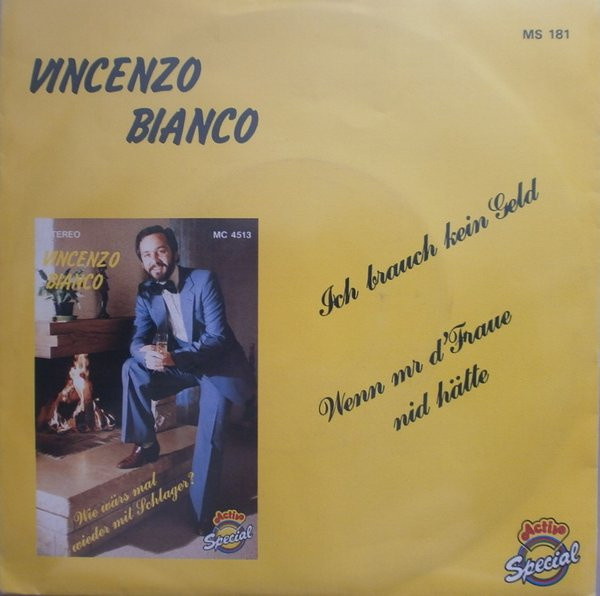 MS 181
VINCENZO
BIANCO
Ich brauch kein Geld
Wenn mr d'Fraue
nid hätte
STEREO
MC 4513
VINCENZO
BIANCO
Wie wärs mal
wieder mit Schlager?
Active
Special
Active
Special